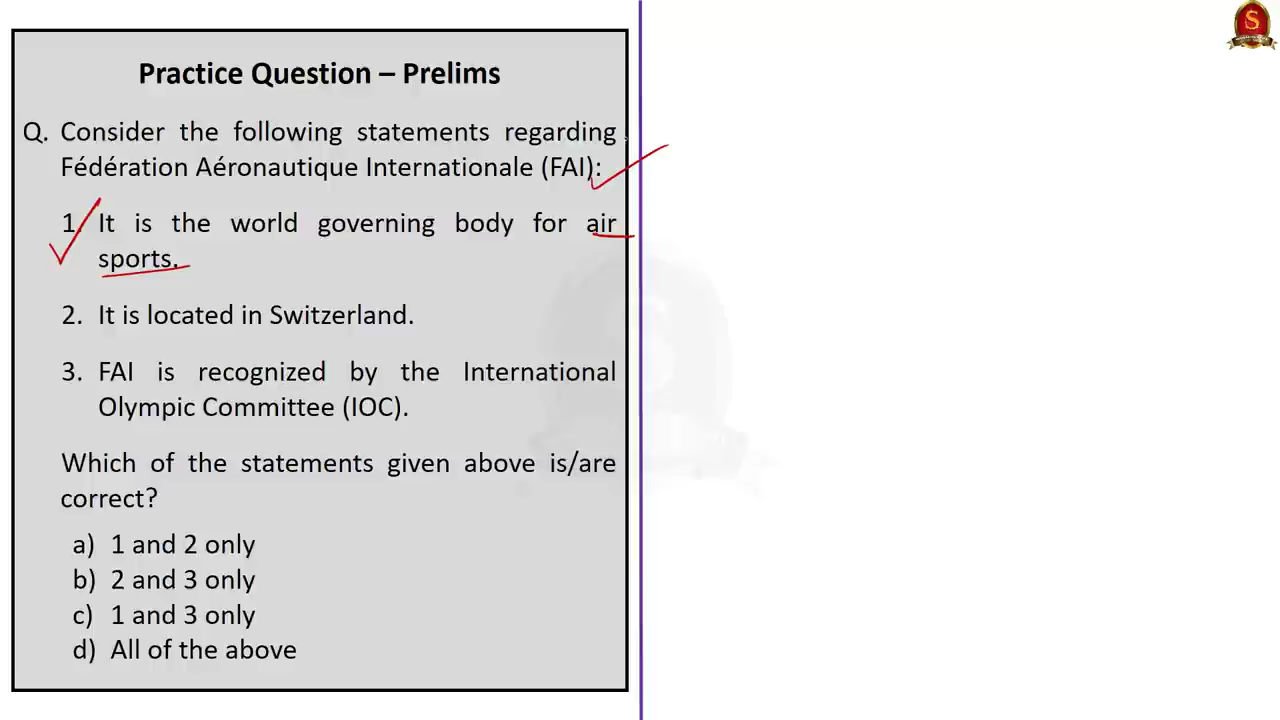 Practice Question – Prelims
Q. Consider the following statements regarding
Fédération Aéronautique Internationale (FAI):
1. It is the world governing body for air
sports.
2. It is located in Switzerland.
3. FAI is recognized by the International
Olympic Committee (IOC).
Which of the statements given above is/are
correct?
a) 1 and 2 only
b) 2 and 3 only
c) 1 and 3 only
d) All of the above
S